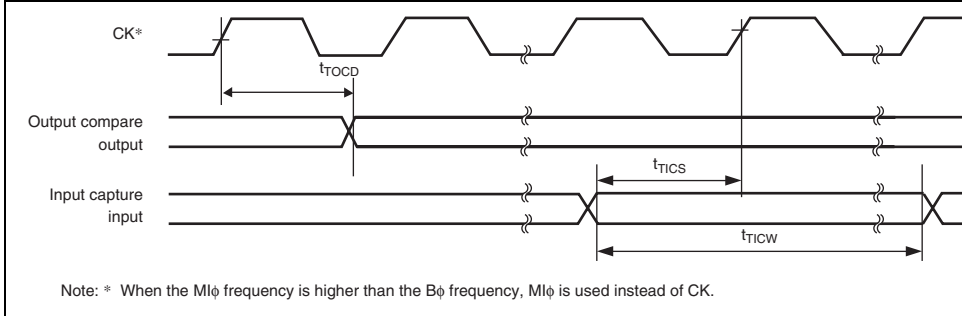 CK*
tTOCD
Output compare
output
tTICS
Input capture
input
tTICW
Note: * When the MIϕ frequency is higher than the Bϕ frequency, MIϕ is used instead of CK.